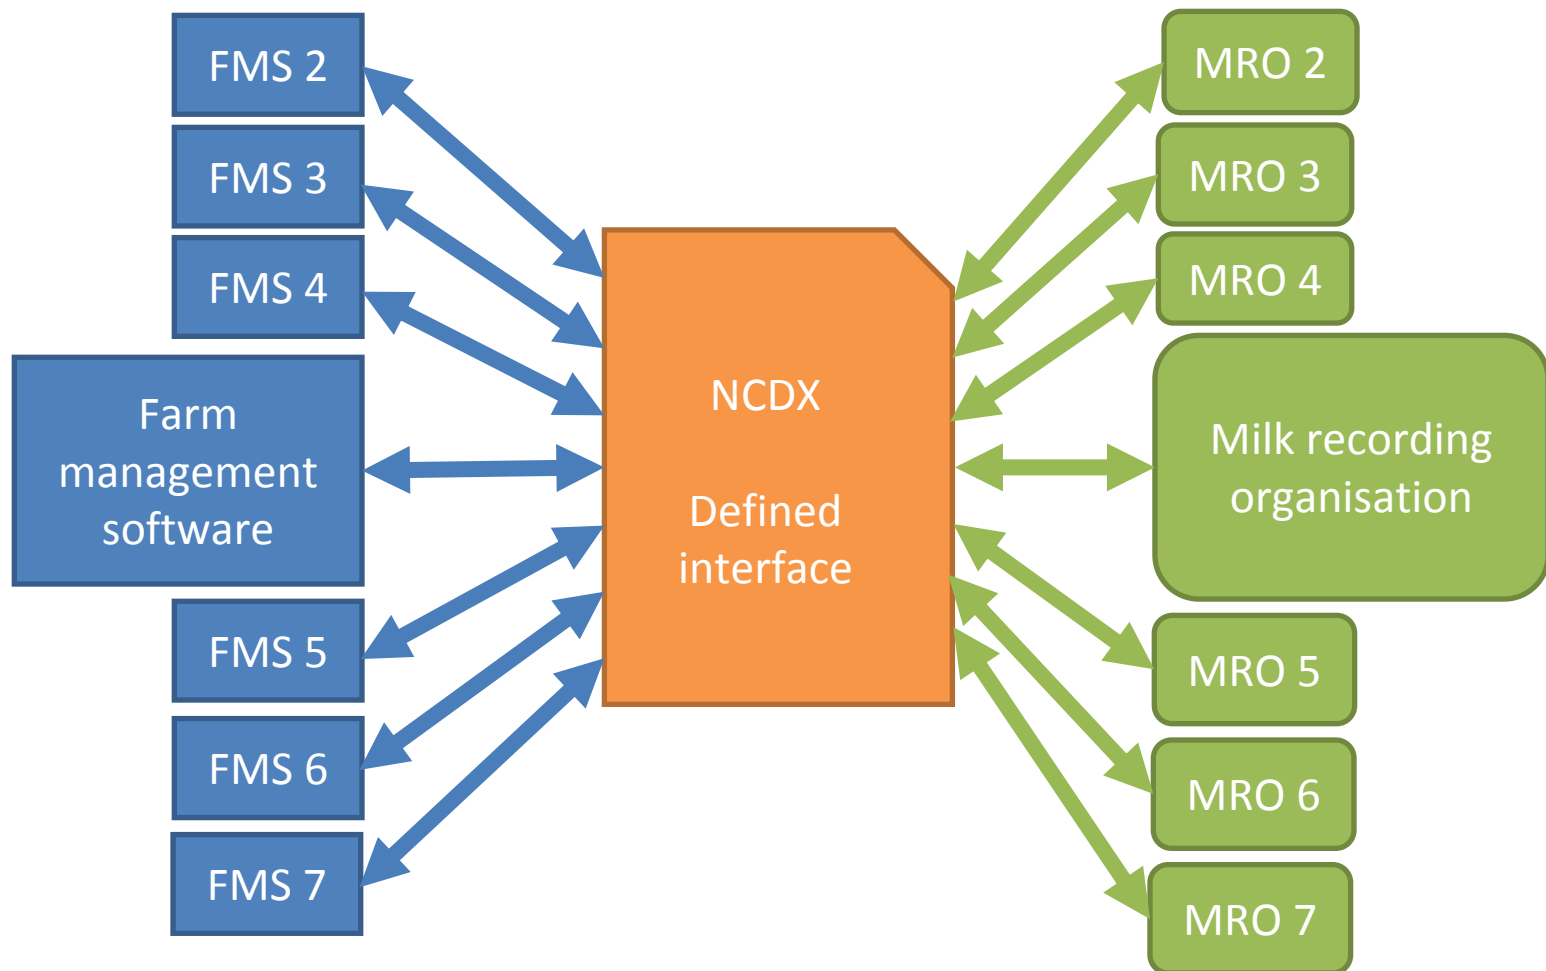 FMS 2
FMS 3
FMS 4
Farm
management
software
FMS 5
FMS 6
FMS 7
NCDX
Defined
interface
MRO 2
MRO 3
MRO 4
Milk recording
organisation
MRO 5
MRO 6
MRO 7